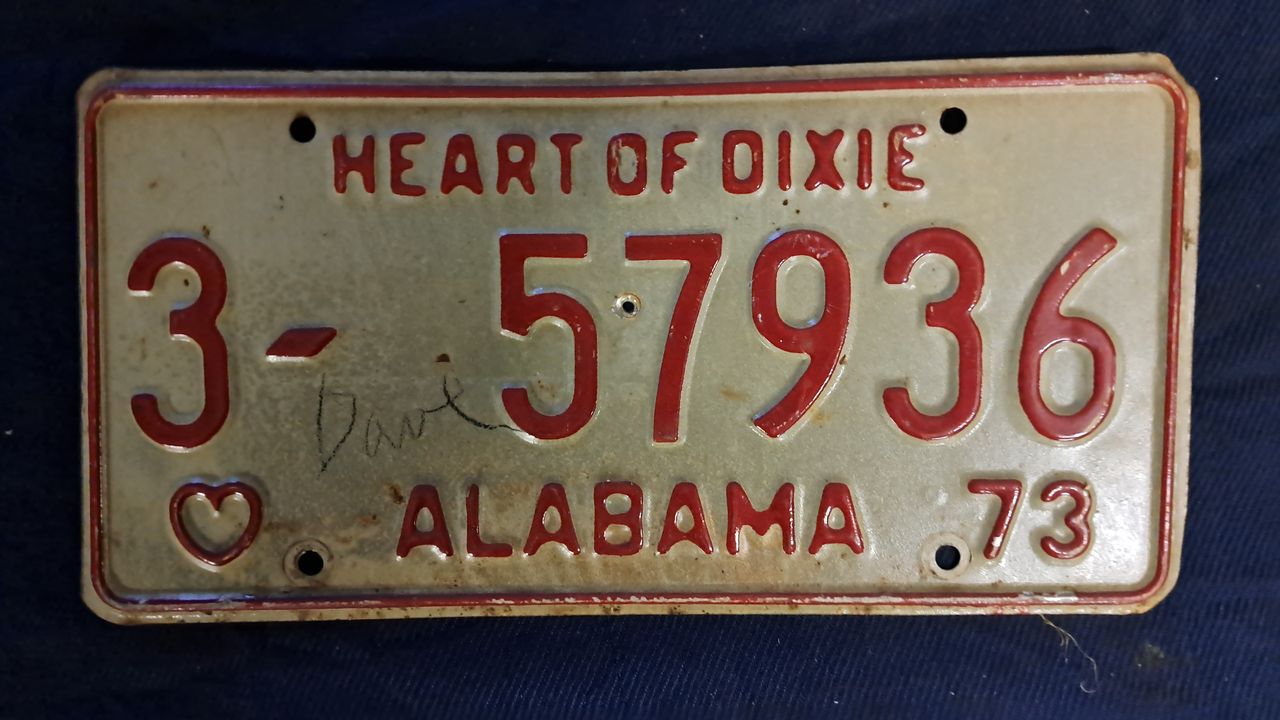 HEART OF DIXIE
3-57936
Dave
ALABAMA 73